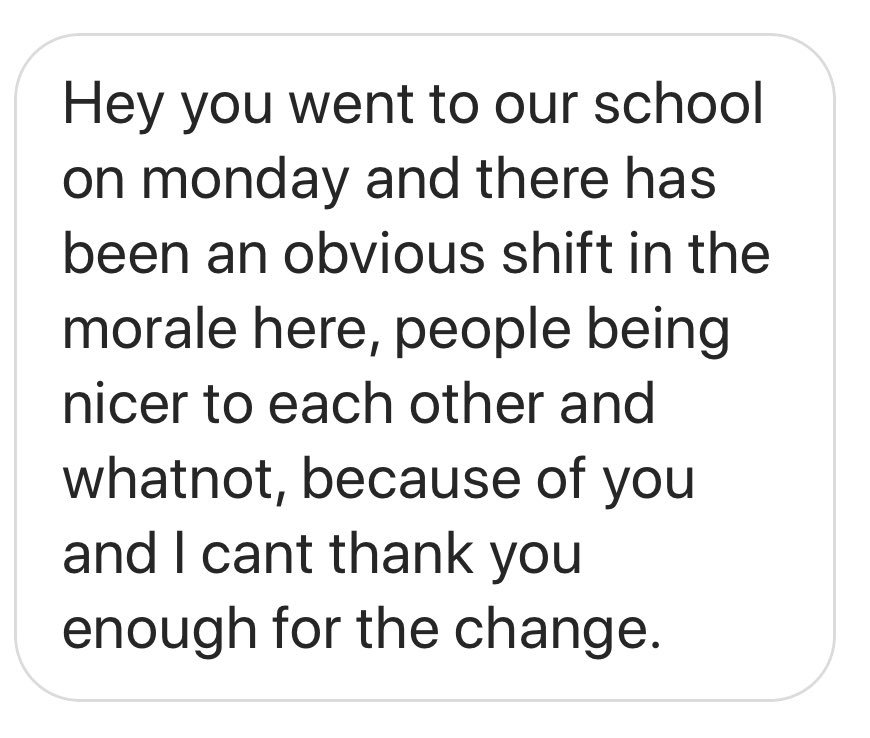 Hey you went to our school
on monday and there has
been an obvious shift in the
morale here, people being
nicer to each other and
whatnot, because of you
and I cant thank you
enough for the change.